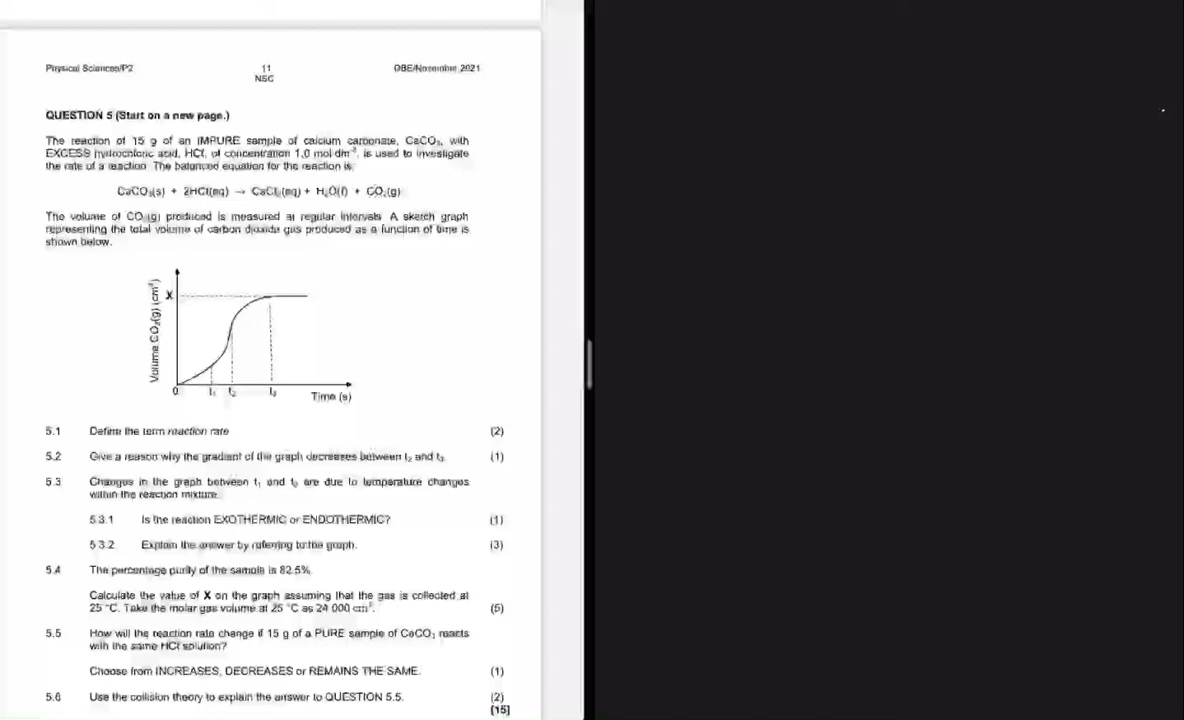 Physical Sciences/P2
11
DBE/November 2021
NSC
QUESTION 5 (Start on a new page.)
The reaction of 15 g of an IMPURE sample of calcium carbonate, CaCO₃, with
EXCESS hydrochloric acid, HCℓ, of concentration 1,0 mol·dm⁻³, is used to investigate
the rate of a reaction. The balanced equation for the reaction is:
CaCO₃(s) + 2HCℓ(aq) → CaCℓ₂(aq) + H₂O(ℓ) + CO₂(g)
The volume of CO₂(g) produced is measured at regular intervals. A sketch graph
representing the total volume of carbon dioxide gas produced as a function of time is
shown below.
Volume CO₂(g) (cm³)
X
0
t₁
t₂
t₃
Time (s)
5.1 Define the term reaction rate. (2)
5.2 Give a reason why the gradient of the graph decreases between t₂ and t₃. (1)
5.3 Changes in the graph between t₁ and t₂ are due to temperature changes
within the reaction mixture.
5.3.1 Is the reaction EXOTHERMIC or ENDOTHERMIC? (1)
5.3.2 Explain the answer by referring to the graph. (3)
5.4 The percentage purity of the sample is 82,5%.
Calculate the value of X on the graph assuming that the gas is collected at
25 °C. Take the molar gas volume at 25 °C as 24 000 cm³. (5)
5.5 How will the reaction rate change if 15 g of a PURE sample of CaCO₃ reacts
with the same HCℓ solution?
Choose from INCREASES, DECREASES or REMAINS THE SAME. (1)
5.6 Use the collision theory to explain the answer to QUESTION 5.5. (2)
[15]